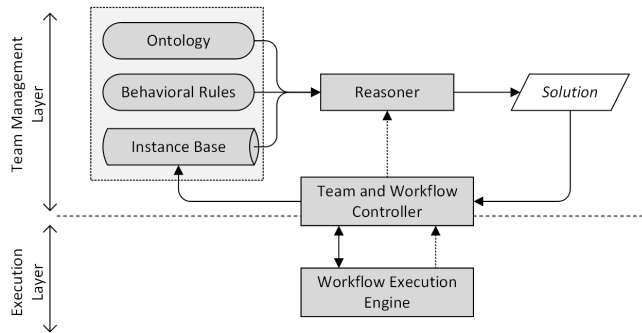 Team Management
Layer
Ontology
Behavioral Rules
Instance Base
Reasoner
Solution
Team and Workflow
Controller
Execution
Layer
Workflow Execution
Engine